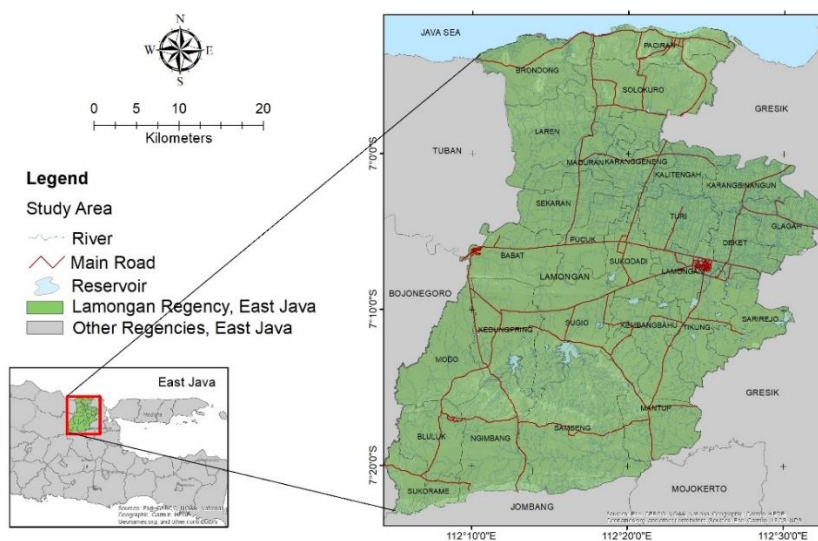 N
W E
S
0 5 10 20
Kilometers
Legend
Study Area
River
Main Road
Reservoir
Lamongan Regency, East Java
Other Regencies, East Java
East Java
Madura
JAVA SEA
PACIRAN
BRONDONG
SOLOKURO
GRESIK
LAREN
TUBAN
MADURAN
KARANGGENENG
KALITENGAH
KARANGBINANGUN
SEKARAN
TURI
GLAGAH
PUCUK
DEKET
BABAT
SUKODADI
LAMONGAN
LAMONGAN
BOJONEGORO
SARIREJO
KEDUNGPRING
SUGIO
KEMBANGBAHU
TIKUNG
MODO
GRESIK
MANTUP
SAMBENG
BLULUK
NGIMBANG
SUKORAME
JOMBANG
MOJOKERTO
7°0'0"S
7°10'0"S
7°20'0"S
112°10'0"E
112°20'0"E
112°30'0"E